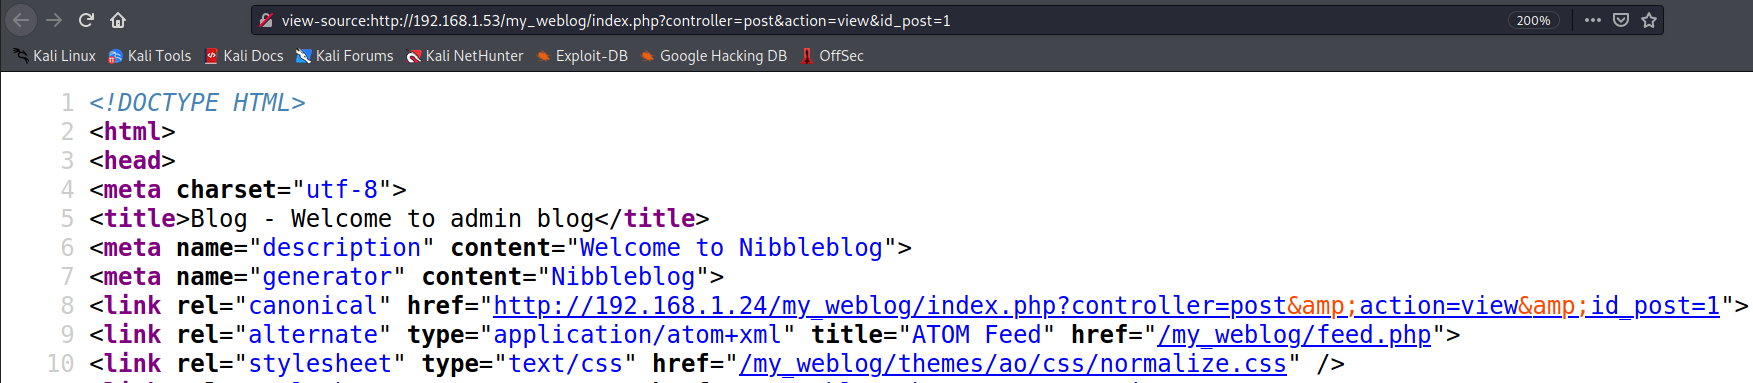 view-source:http://192.168.1.53/my_weblog/index.php?controller=post&action=view&id_post=1 200%
Kali Linux Kali Tools Kali Docs Kali Forums Kali NetHunter Exploit-DB Google Hacking DB OffSec
1 <!DOCTYPE HTML>
2 <html>
3 <head>
4 <meta charset="utf-8">
5 <title>Blog - Welcome to admin blog</title>
6 <meta name="description" content="Welcome to Nibbleblog">
7 <meta name="generator" content="Nibbleblog">
8 <link rel="canonical" href="http://192.168.1.24/my_weblog/index.php?controller=post&amp;action=view&amp;id_post=1">
9 <link rel="alternate" type="application/atom+xml" title="ATOM Feed" href="/my_weblog/feed.php">
10 <link rel="stylesheet" type="text/css" href="/my_weblog/themes/ao/css/normalize.css" />